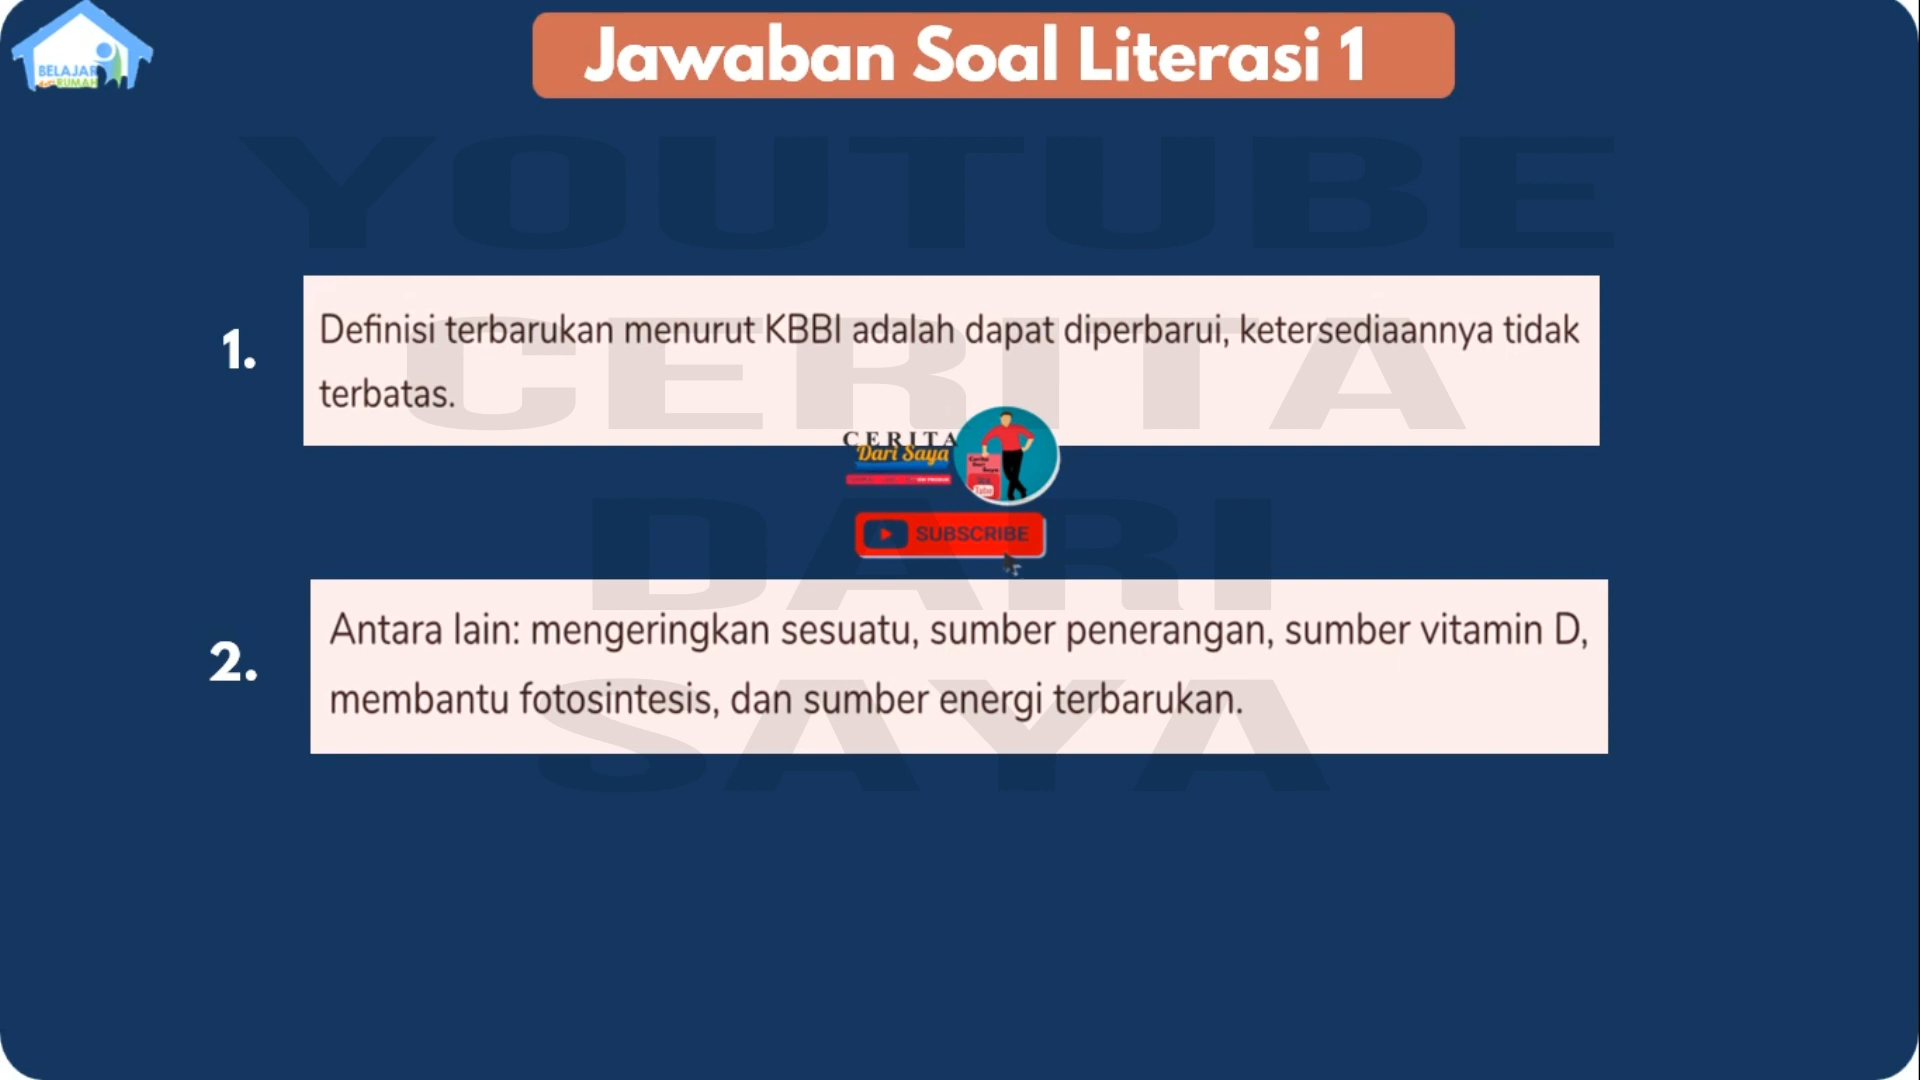 BELAJAR
dari RUMAH
Jawaban Soal Literasi 1
YOUTUBE
1.
Definisi terbarukan menurut KBBI adalah dapat diperbarui, ketersediaannya tidak
terbatas.
CERITA
CERITA
Dari Saya
SUBSCRIBE
DARI
2.
Antara lain: mengeringkan sesuatu, sumber penerangan, sumber vitamin D,
membantu fotosintesis, dan sumber energi terbarukan.
SAYA